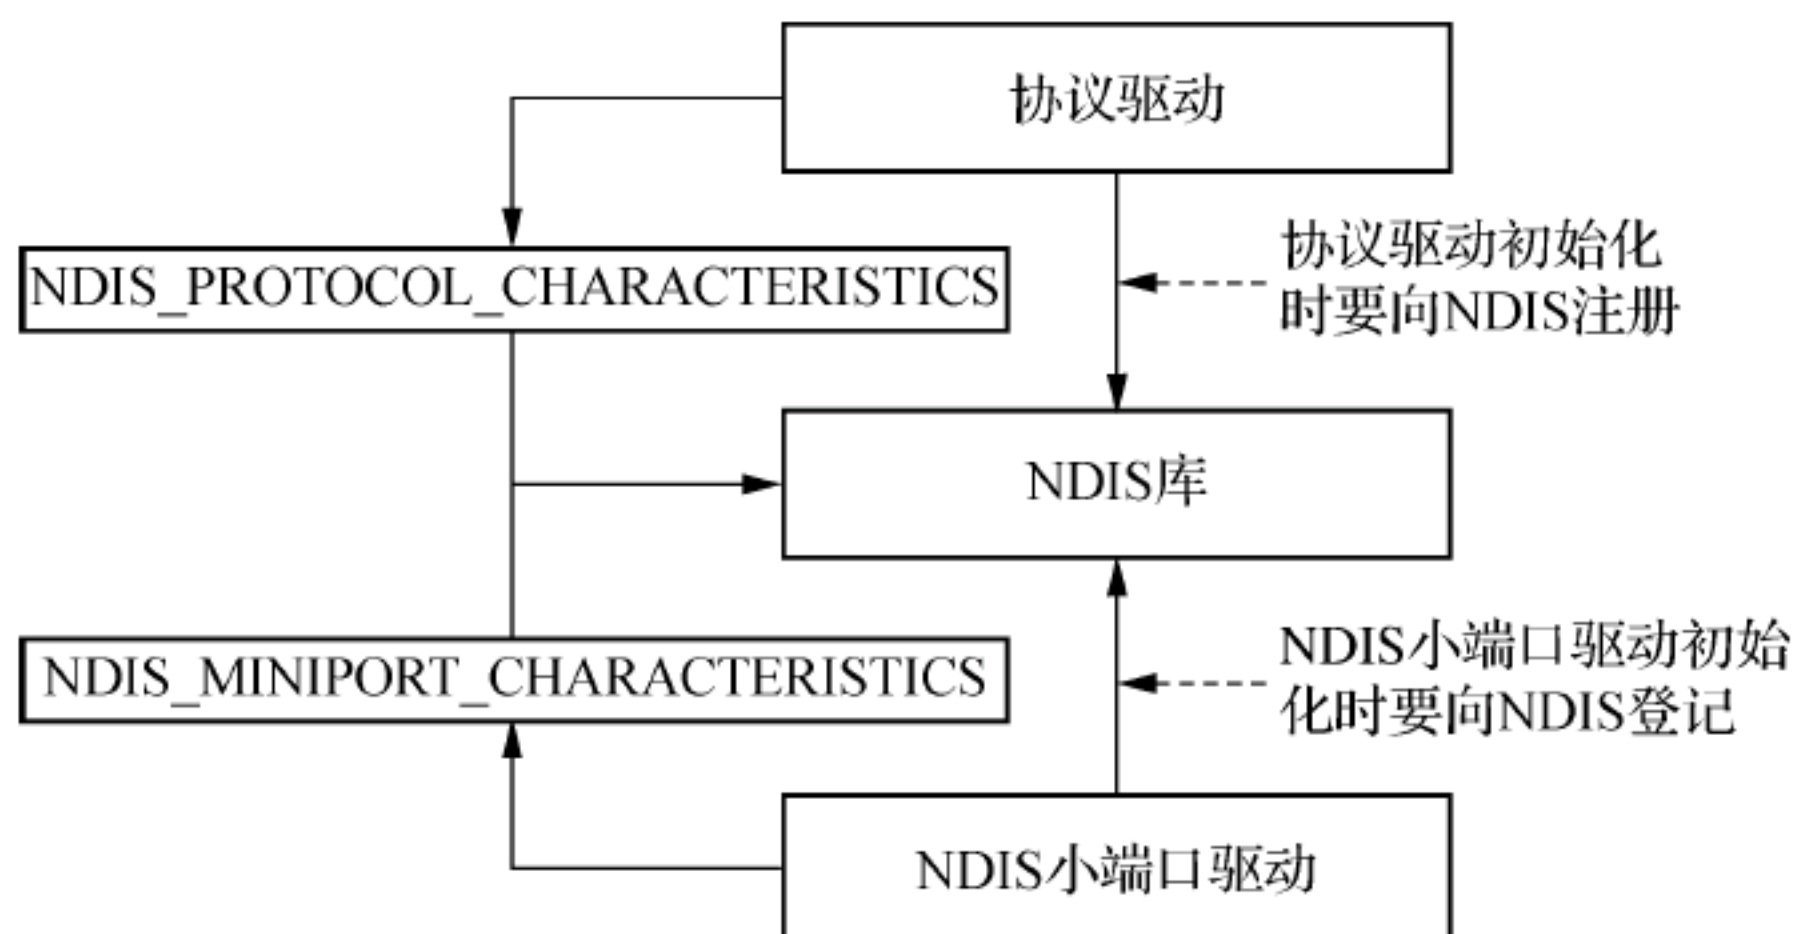 协议驱动
NDIS_PROTOCOL_CHARACTERISTICS
协议驱动初始化
时要向NDIS注册
NDIS库
NDIS_MINIPORT_CHARACTERISTICS
NDIS小端口驱动初始
化时要向NDIS登记
NDIS小端口驱动